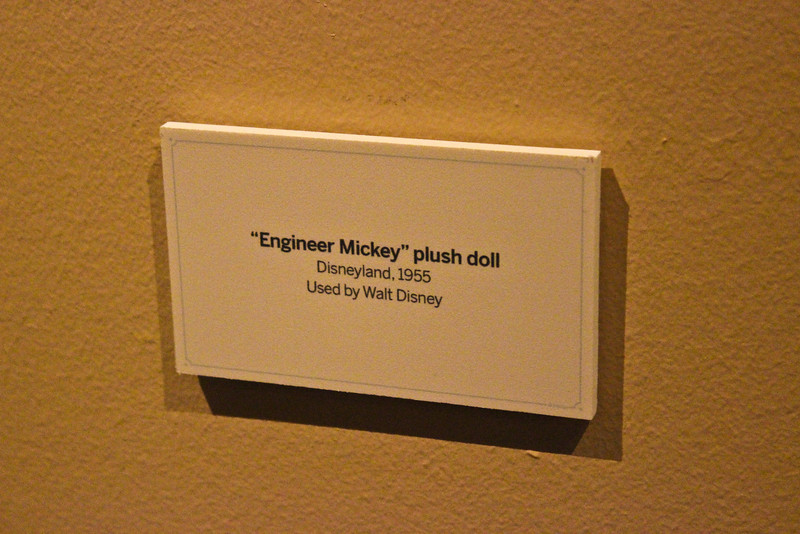 “Engineer Mickey” plush doll
Disneyland, 1955
Used by Walt Disney